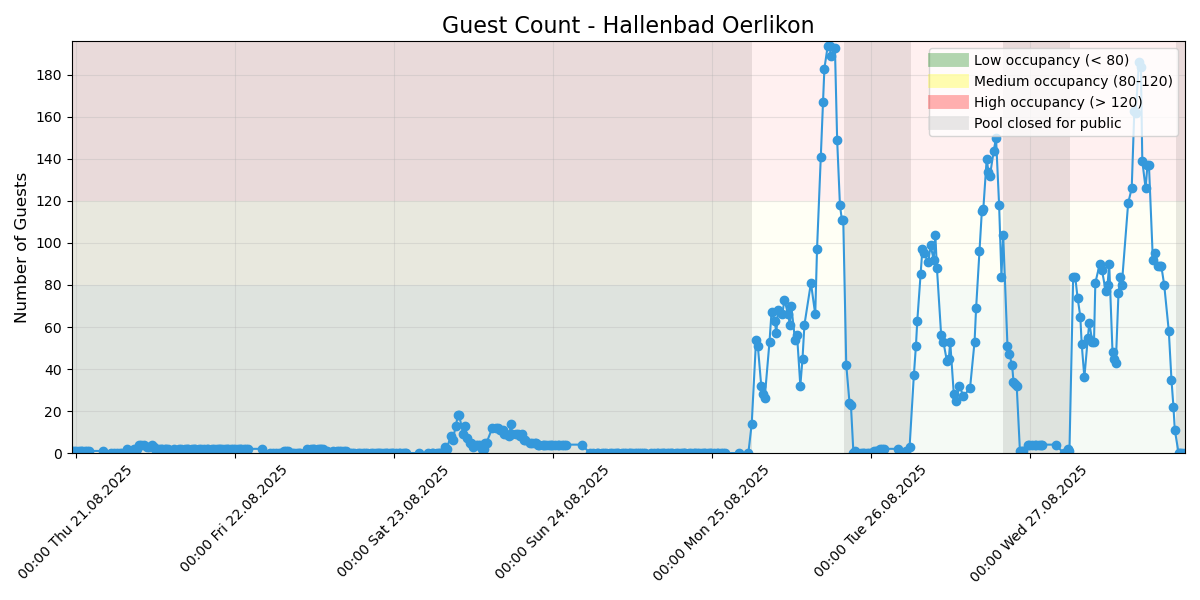 Guest Count - Hallenbad Oerlikon
Low occupancy (< 80)
Medium occupancy (80-120)
High occupancy (> 120)
Pool closed for public
Number of Guests
180
160
140
120
100
80
60
40
20
0
00:00 Thu 21.08.2025
00:00 Fri 22.08.2025
00:00 Sat 23.08.2025
00:00 Sun 24.08.2025
00:00 Mon 25.08.2025
00:00 Tue 26.08.2025
00:00 Wed 27.08.2025